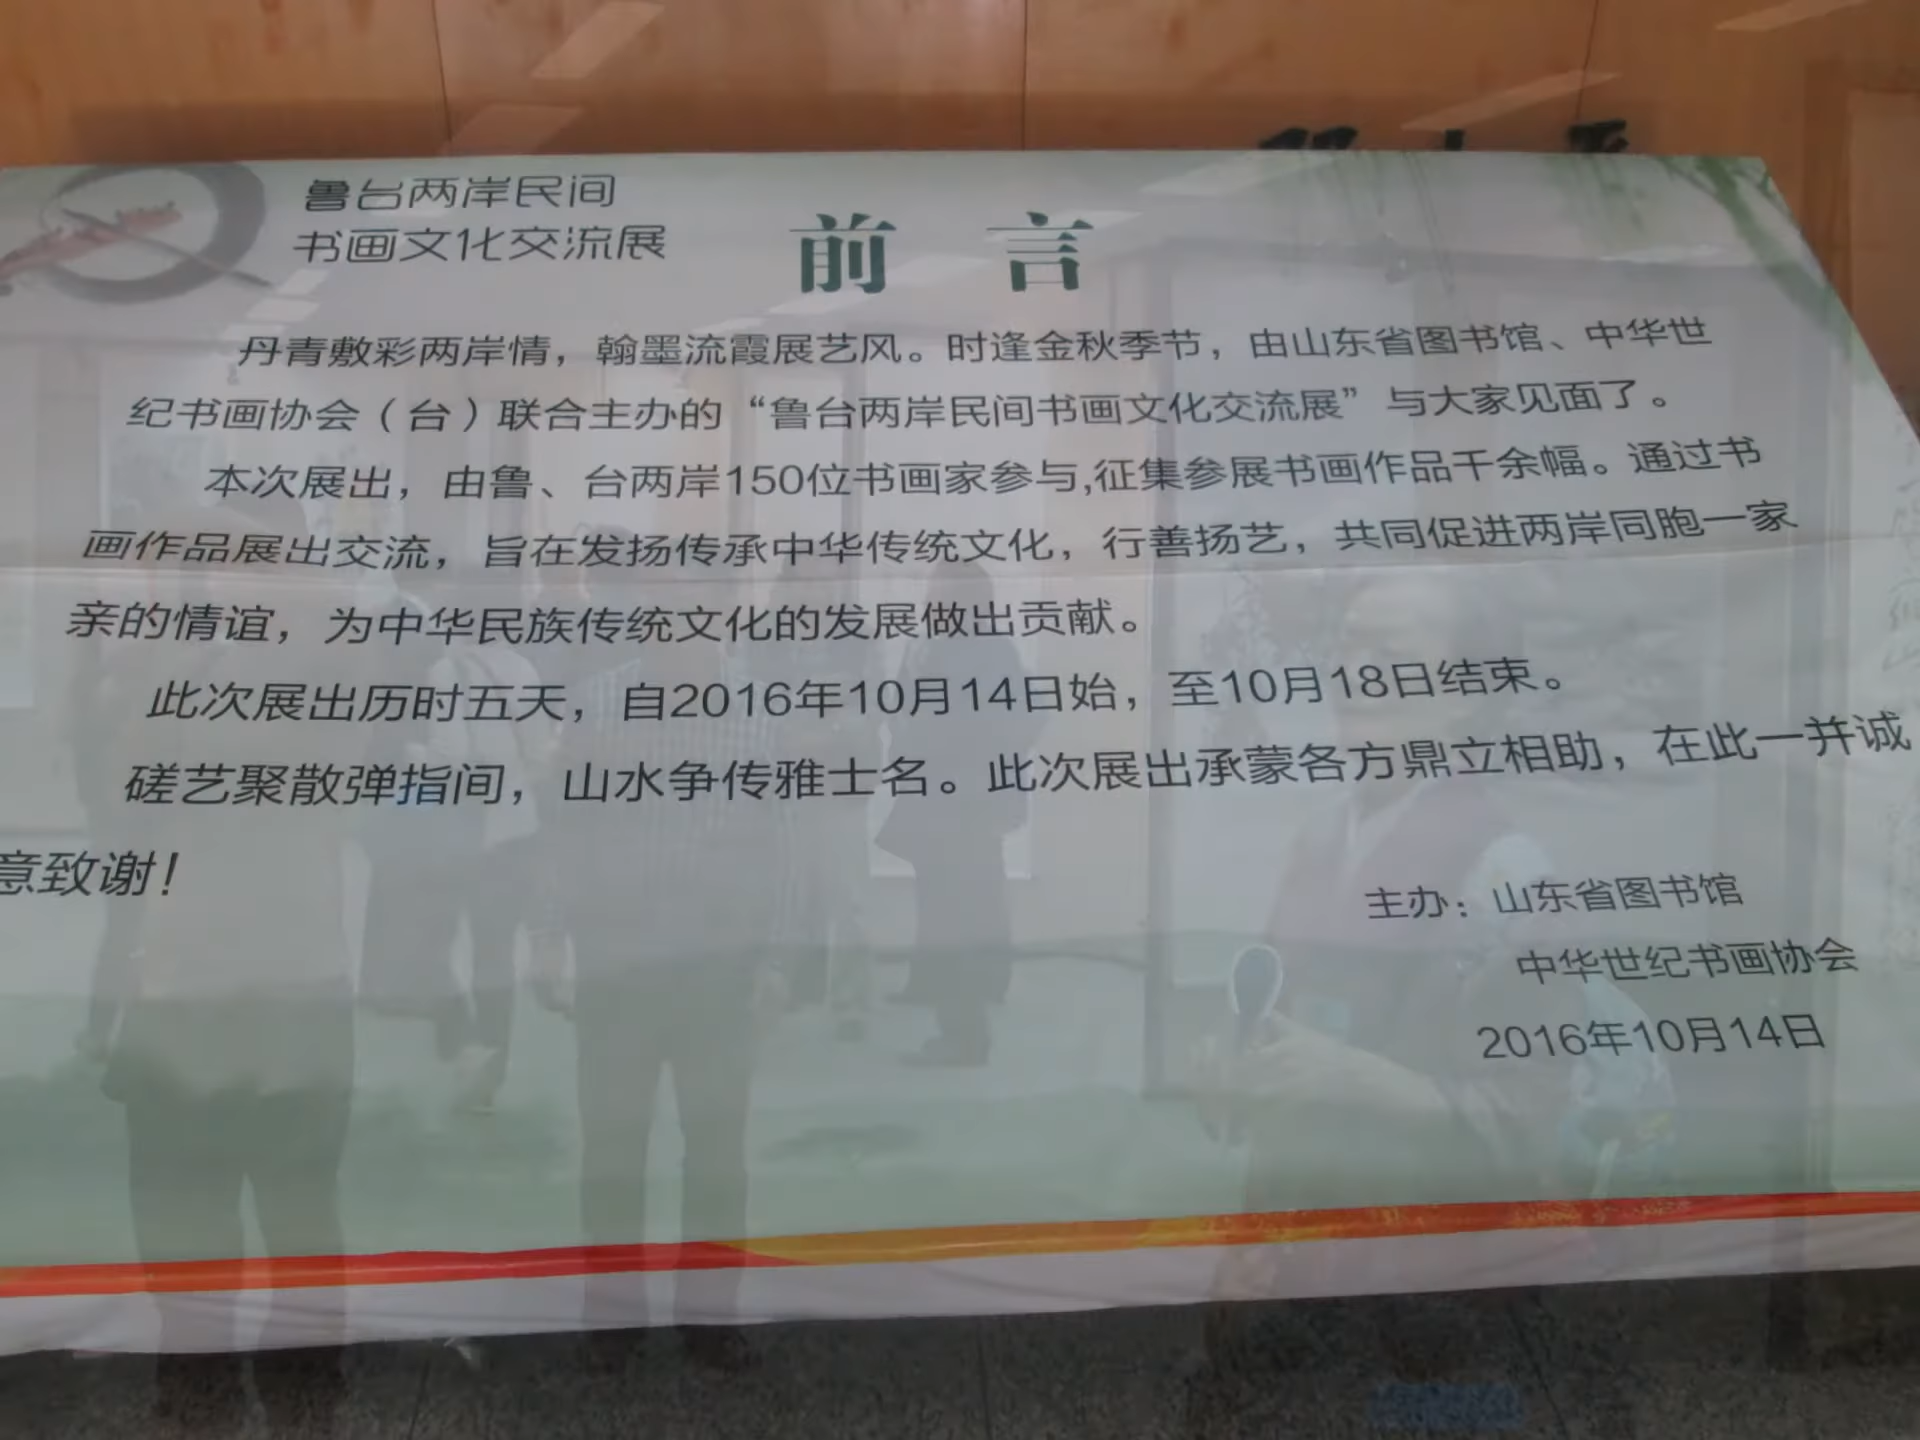 鲁台两岸民间
书画文化交流展
前言
丹青敷彩两岸情，翰墨流霞展艺风。时逢金秋季节，由山东省图书馆、中华世
纪书画协会（台）联合主办的“鲁台两岸民间书画文化交流展”与大家见面了。
本次展出，由鲁、台两岸150位书画家参与,征集参展书画作品千余幅。通过书
画作品展出交流，旨在发扬传承中华传统文化，行善扬艺，共同促进两岸同胞一家
亲的情谊，为中华民族传统文化的发展做出贡献。
此次展出历时五天，自2016年10月14日始，至10月18日结束。
磋艺聚散弹指间，山水争传雅士名。此次展出承蒙各方鼎立相助，在此一并诚
意致谢！
主办：山东省图书馆
中华世纪书画协会
2016年10月14日